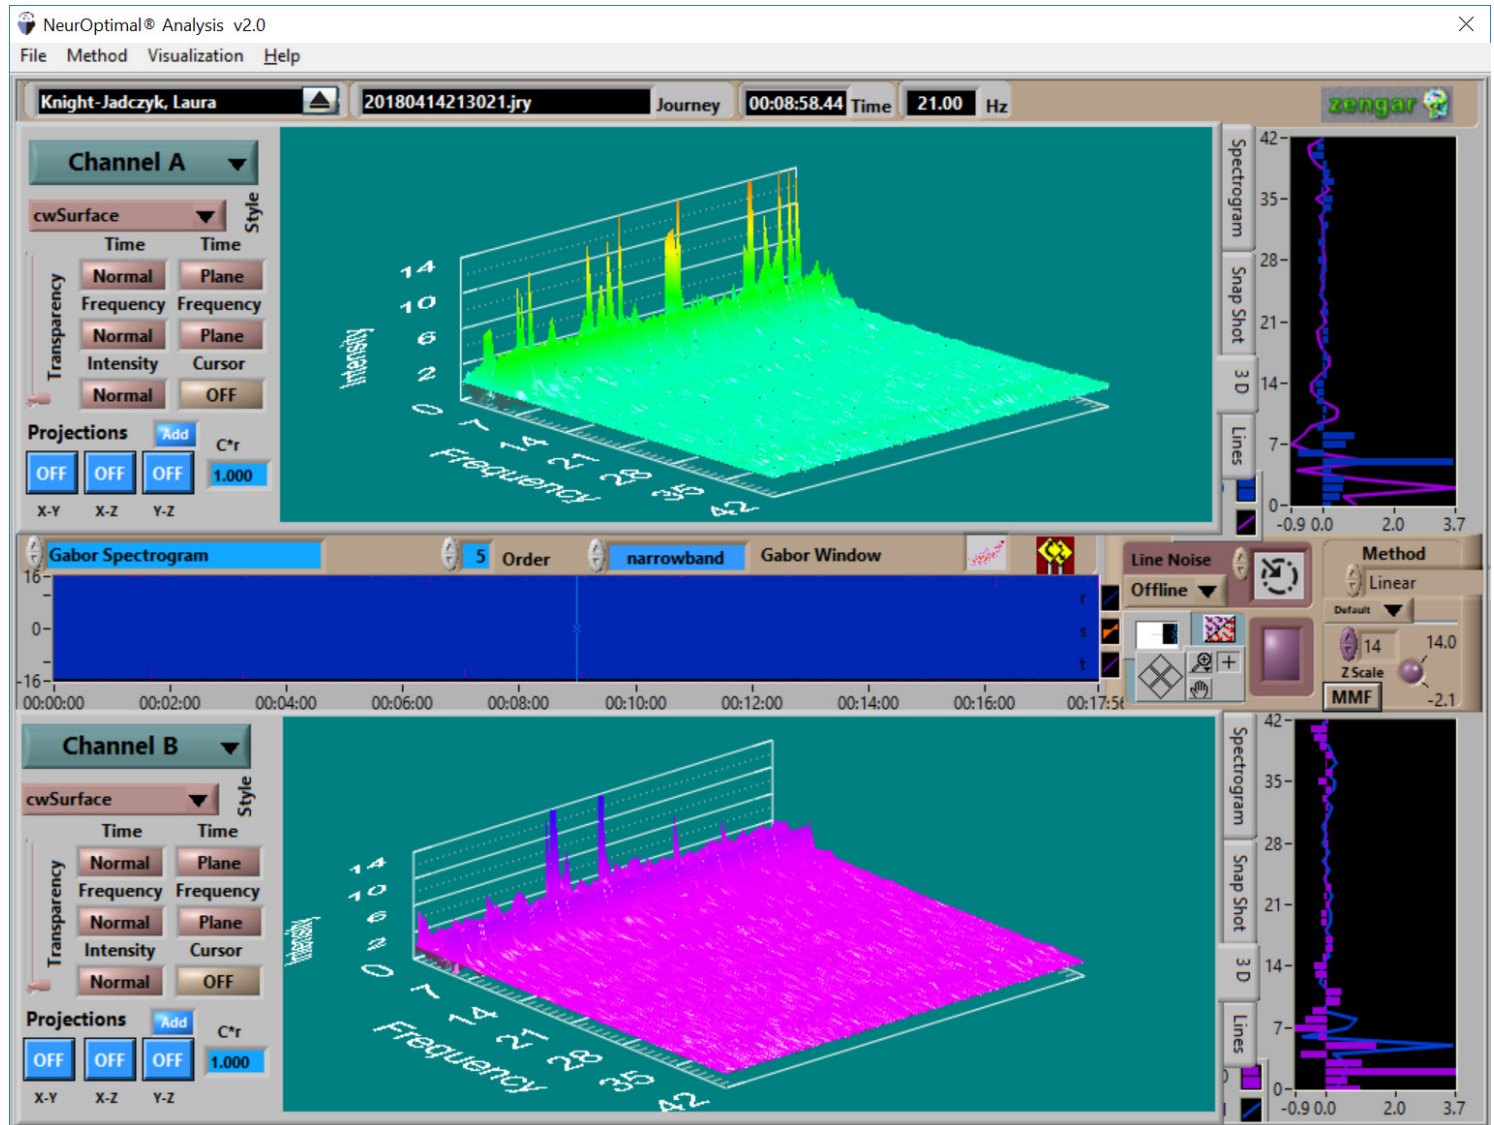 NeurOptimal® Analysis v2.0
File Method Visualization Help
Knight-Jadczyk, Laura 20180414213021.jry Journey 00:08:58.44 Time 21.00 Hz zengar
Channel A
cwSurface Style
Time Time
Normal Plane
Frequency Frequency
Normal Plane
Intensity Cursor
Normal OFF
Transparency
Projections Add C*r
OFF OFF OFF 1.000
X-Y X-Z Y-Z
14
10
6
2
Intensity
0 7 14 21 28 35 42
Frequency
Spectrogram
Snap Shot
3 D
Lines
42
35
28
21
14
7
0
-0.9 0.0 2.0 3.7
Gabor Spectrogram 5 Order narrowband Gabor Window
16
0
-16
r
s
t
00:00:00 00:02:00 00:04:00 00:06:00 00:08:00 00:10:00 00:12:00 00:14:00 00:16:00 00:17:56
Line Noise
Offline
Method
Linear
Default
14 14.0
Z Scale
MMF -2.1
Channel B
cwSurface Style
Time Time
Normal Plane
Frequency Frequency
Normal Plane
Intensity Cursor
Normal OFF
Transparency
Projections Add C*r
OFF OFF OFF 1.000
X-Y X-Z Y-Z
14
10
6
2
Intensity
0 7 14 21 28 35 42
Frequency
Spectrogram
Snap Shot
3 D
Lines
42
35
28
21
14
7
0
-0.9 0.0 2.0 3.7